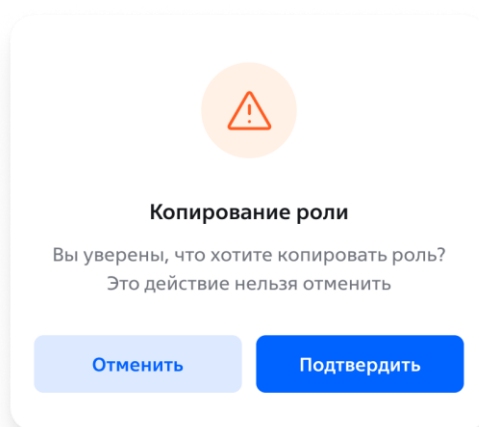 Копирование роли
Вы уверены, что хотите копировать роль?
Это действие нельзя отменить
Отменить
Подтвердить